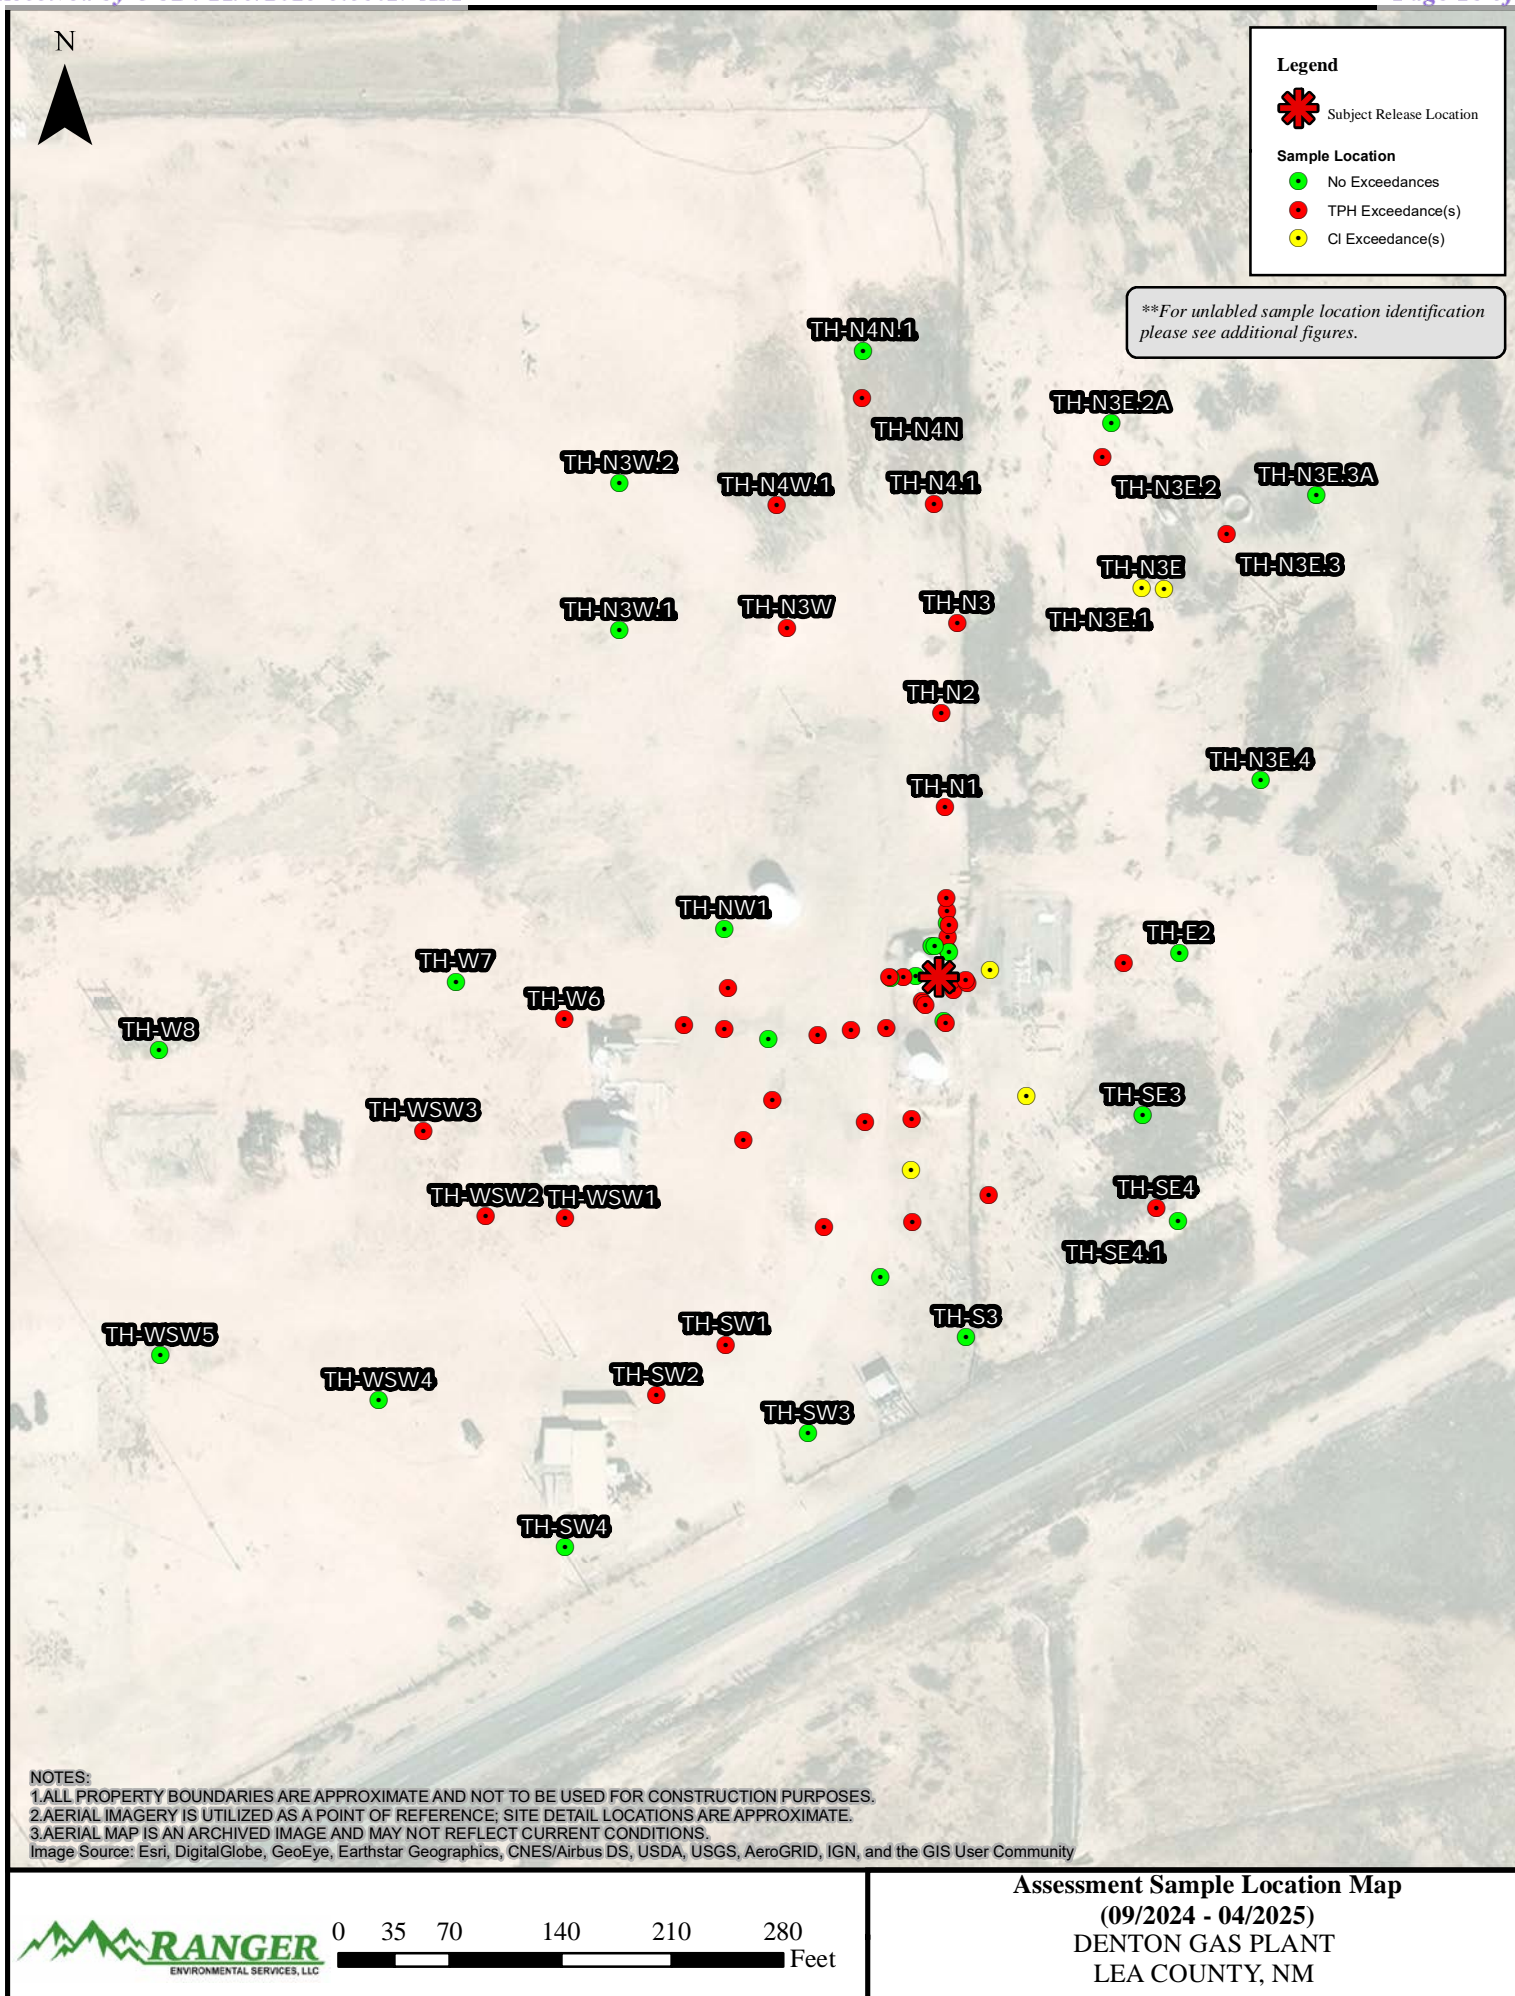 N
Legend
Subject Release Location
Sample Location
No Exceedances
TPH Exceedance(s)
Cl Exceedance(s)
**For unlabled sample location identification
please see additional figures.
TH-N4N.1
TH-N4N
TH-N3E.2A
TH-N3E.2
TH-N3E.3A
TH-N3W.2
TH-N4W.1
TH-N4.1
TH-N3E.3
TH-N3E
TH-N3E.1
TH-N3W.1
TH-N3W
TH-N3
TH-N2
TH-N3E.4
TH-N1
TH-NW1
TH-E2
TH-W7
TH-W6
TH-W8
TH-WSW3
TH-SE3
TH-WSW2
TH-WSW1
TH-SE4
TH-SE4.1
TH-WSW5
TH-SW1
TH-S3
TH-WSW4
TH-SW2
TH-SW3
TH-SW4
NOTES:
1.ALL PROPERTY BOUNDARIES ARE APPROXIMATE AND NOT TO BE USED FOR CONSTRUCTION PURPOSES.
2.AERIAL IMAGERY IS UTILIZED AS A POINT OF REFERENCE; SITE DETAIL LOCATIONS ARE APPROXIMATE.
3.AERIAL MAP IS AN ARCHIVED IMAGE AND MAY NOT REFLECT CURRENT CONDITIONS.
Image Source: Esri, DigitalGlobe, GeoEye, Earthstar Geographics, CNES/Airbus DS, USDA, USGS, AeroGRID, IGN, and the GIS User Community
RANGER
ENVIRONMENTAL SERVICES, LLC
0 35 70 140 210 280
Feet
Assessment Sample Location Map
(09/2024 - 04/2025)
DENTON GAS PLANT
LEA COUNTY, NM